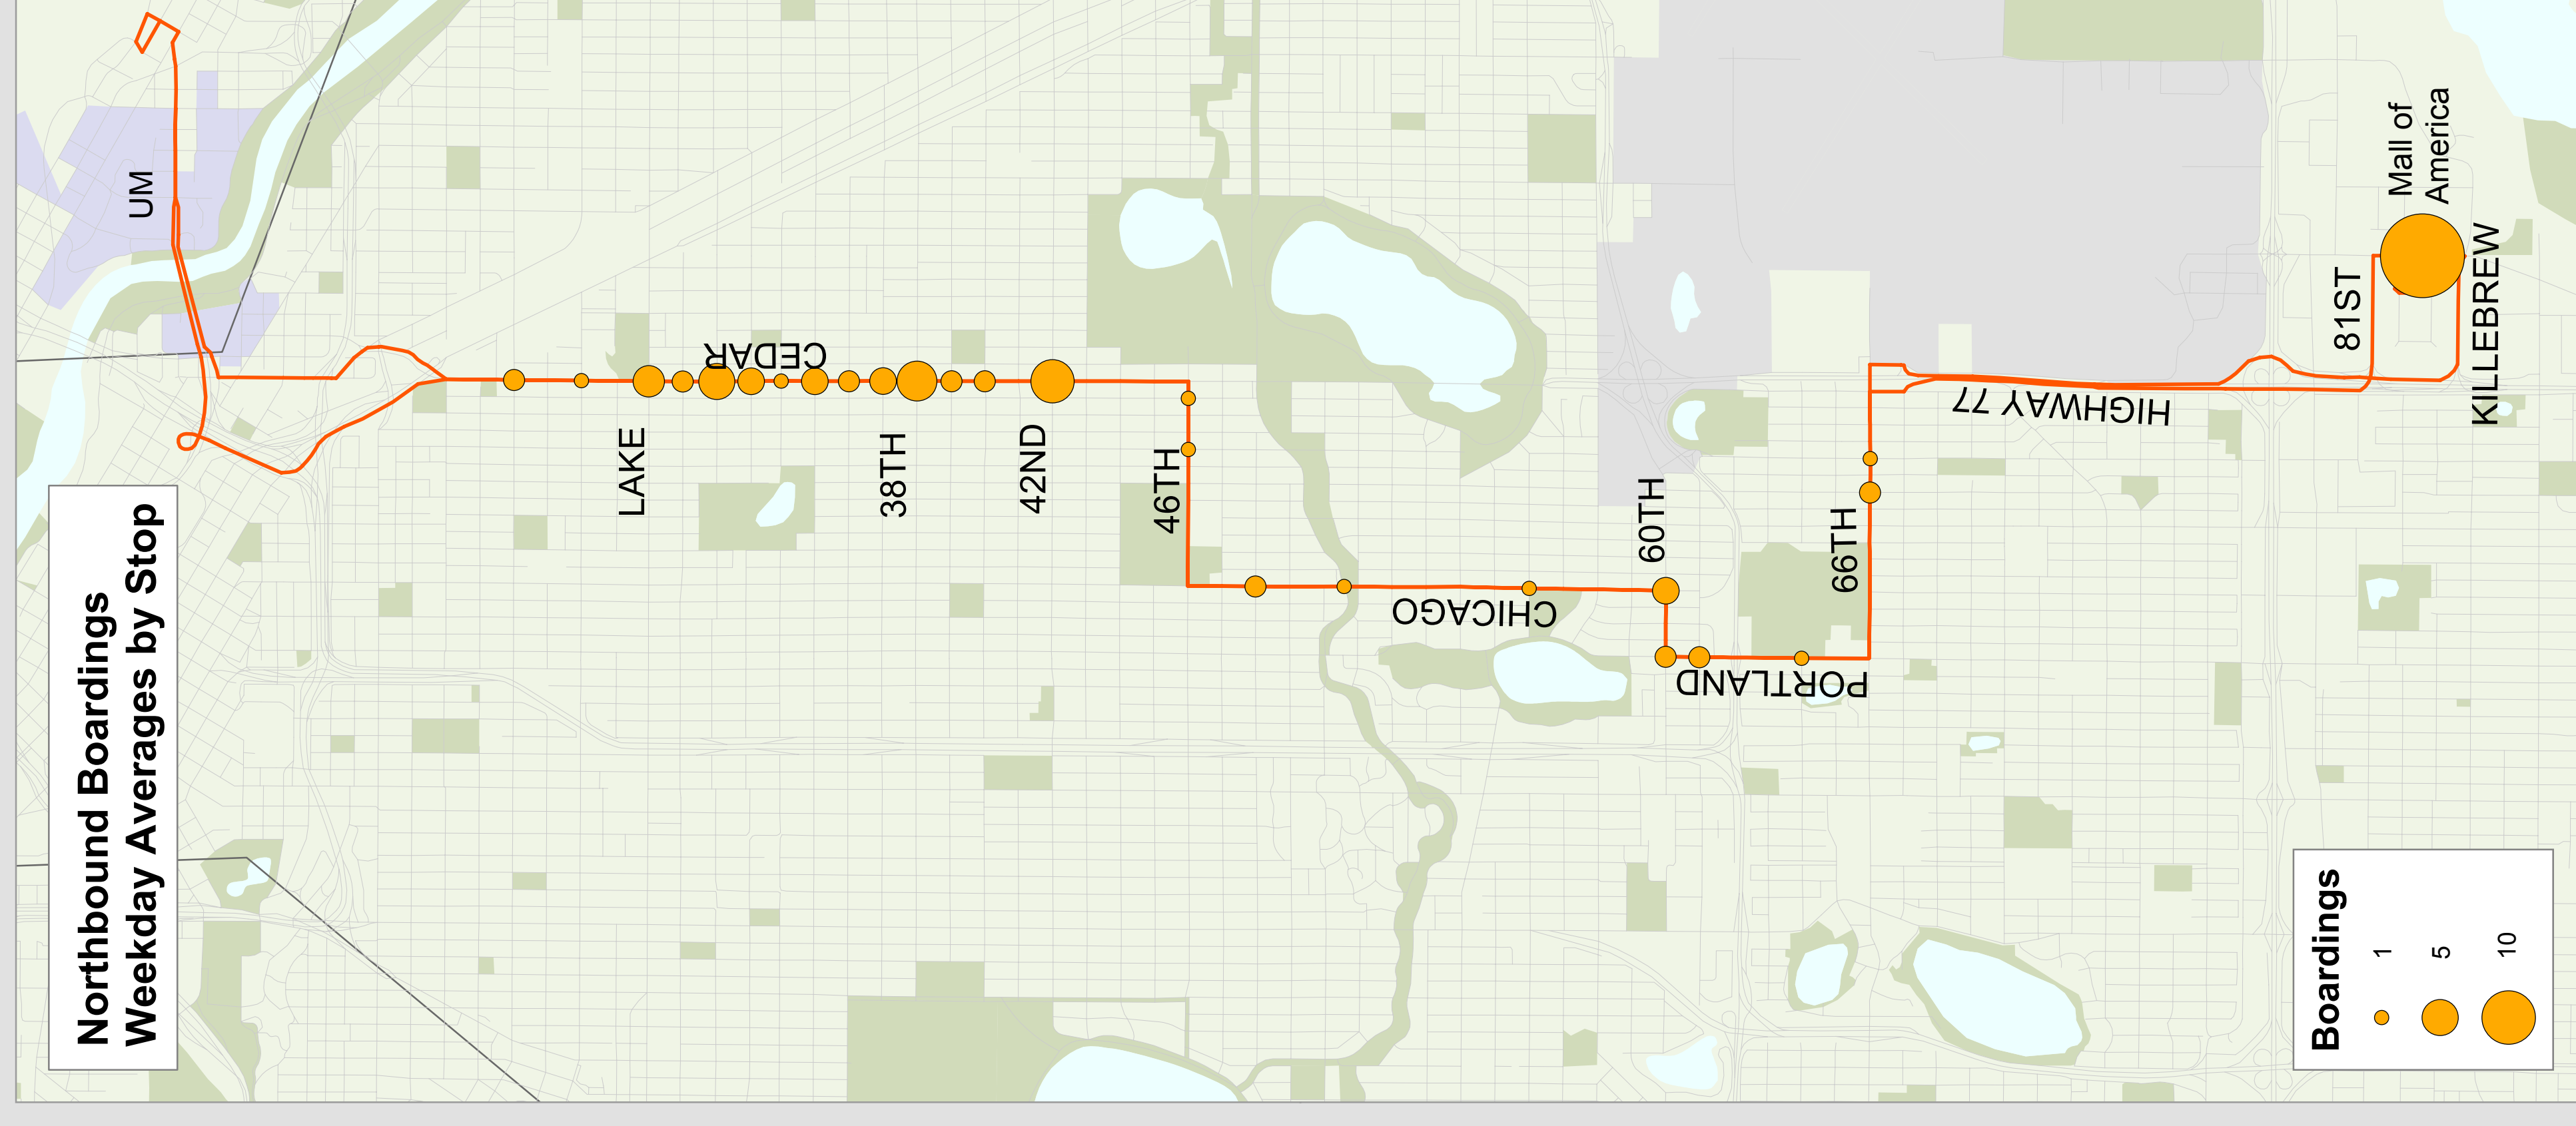 Northbound Boardings
Weekday Averages by Stop
UM
CEDAR
LAKE
38TH
42ND
46TH
CHICAGO
60TH
PORTLAND
66TH
HIGHWAY 77
81ST
Mall of
America
KILLEBREW
Boardings
1
5
10